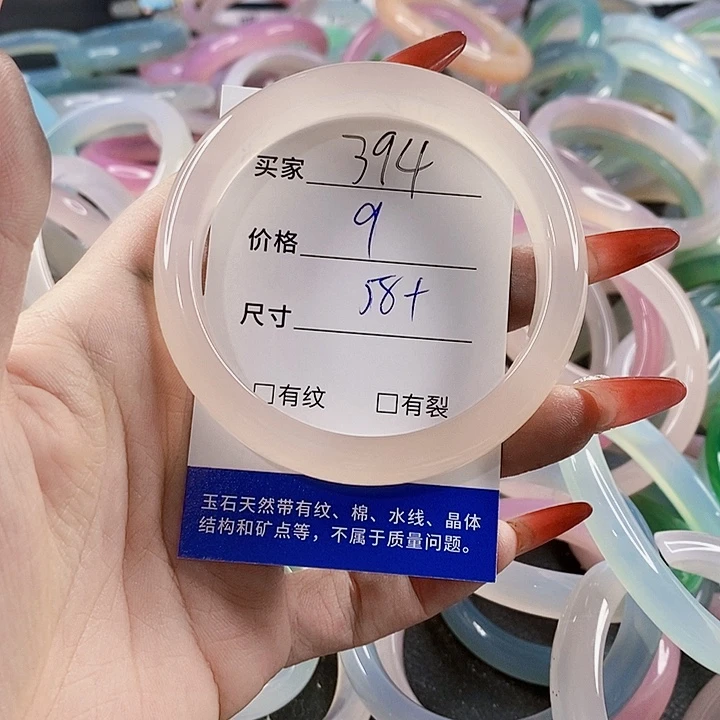 买家 394
价格 9
尺寸 58+
□有纹 □有裂
玉石天然带有纹、棉、水线、晶体
结构和矿点等，不属于质量问题。